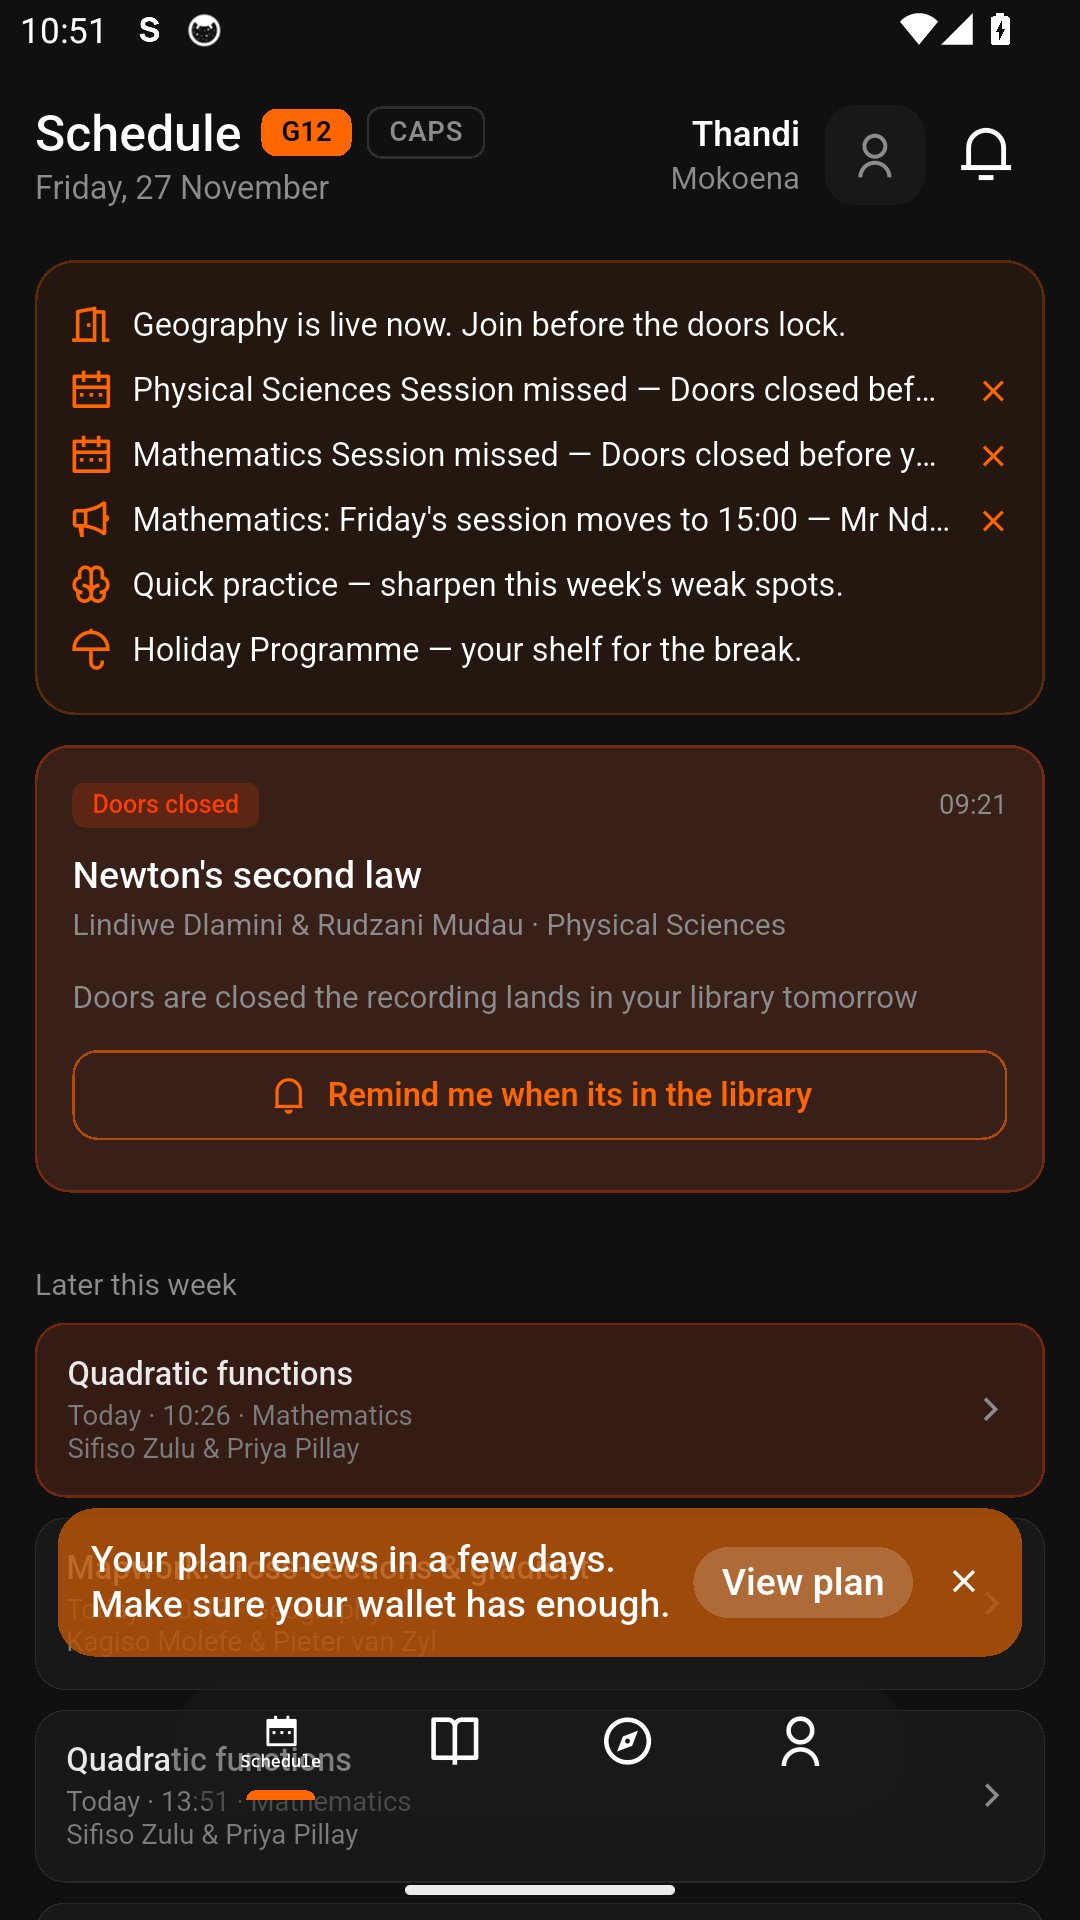 10:51 S
Schedule G12 CAPS
Friday, 27 November
Thandi
Mokoena
Geography is live now. Join before the doors lock.
Physical Sciences Session missed — Doors closed bef...
Mathematics Session missed — Doors closed before y...
Mathematics: Friday's session moves to 15:00 — Mr Nd...
Quick practice — sharpen this week's weak spots.
Holiday Programme — your shelf for the break.
Doors closed 09:21
Newton's second law
Lindiwe Dlamini & Rudzani Mudau · Physical Sciences
Doors are closed the recording lands in your library tomorrow
Remind me when its in the library
Later this week
Quadratic functions
Today · 10:26 · Mathematics
Sifiso Zulu & Priya Pillay
Mapwork: cross-sections & gradient
Today
Kagiso Molefe & Pieter van Zyl
Your plan renews in a few days.
Make sure your wallet has enough.
View plan
Quadratic functions
Today · 13:51 · Mathematics
Sifiso Zulu & Priya Pillay
Schedule